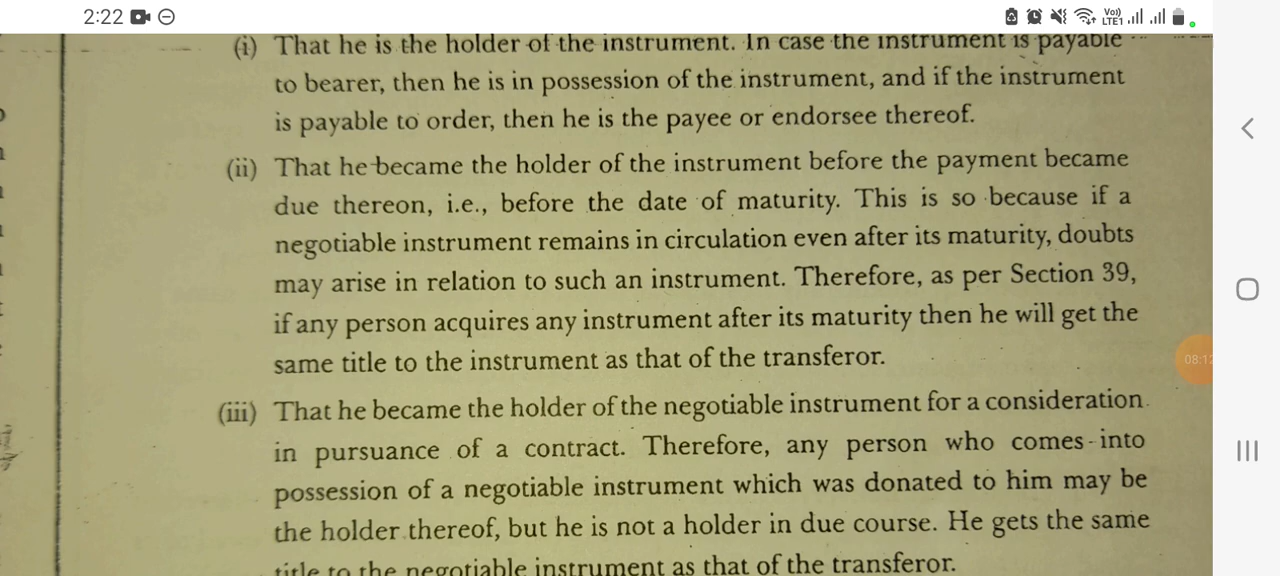 2:22
Vo)) LTE1
(i) That he is the holder of the instrument. In case the instrument is payable
to bearer, then he is in possession of the instrument, and if the instrument
is payable to order, then he is the payee or endorsee thereof.
(ii) That he became the holder of the instrument before the payment became
due thereon, i.e., before the date of maturity. This is so because if a
negotiable instrument remains in circulation even after its maturity, doubts
may arise in relation to such an instrument. Therefore, as per Section 39,
if any person acquires any instrument after its maturity then he will get the
same title to the instrument as that of the transferor.
08:12
(iii) That he became the holder of the negotiable instrument for a consideration
in pursuance of a contract. Therefore, any person who comes into
possession of a negotiable instrument which was donated to him may be
the holder thereof, but he is not a holder in due course. He gets the same
title to the negotiable instrument as that of the transferor.